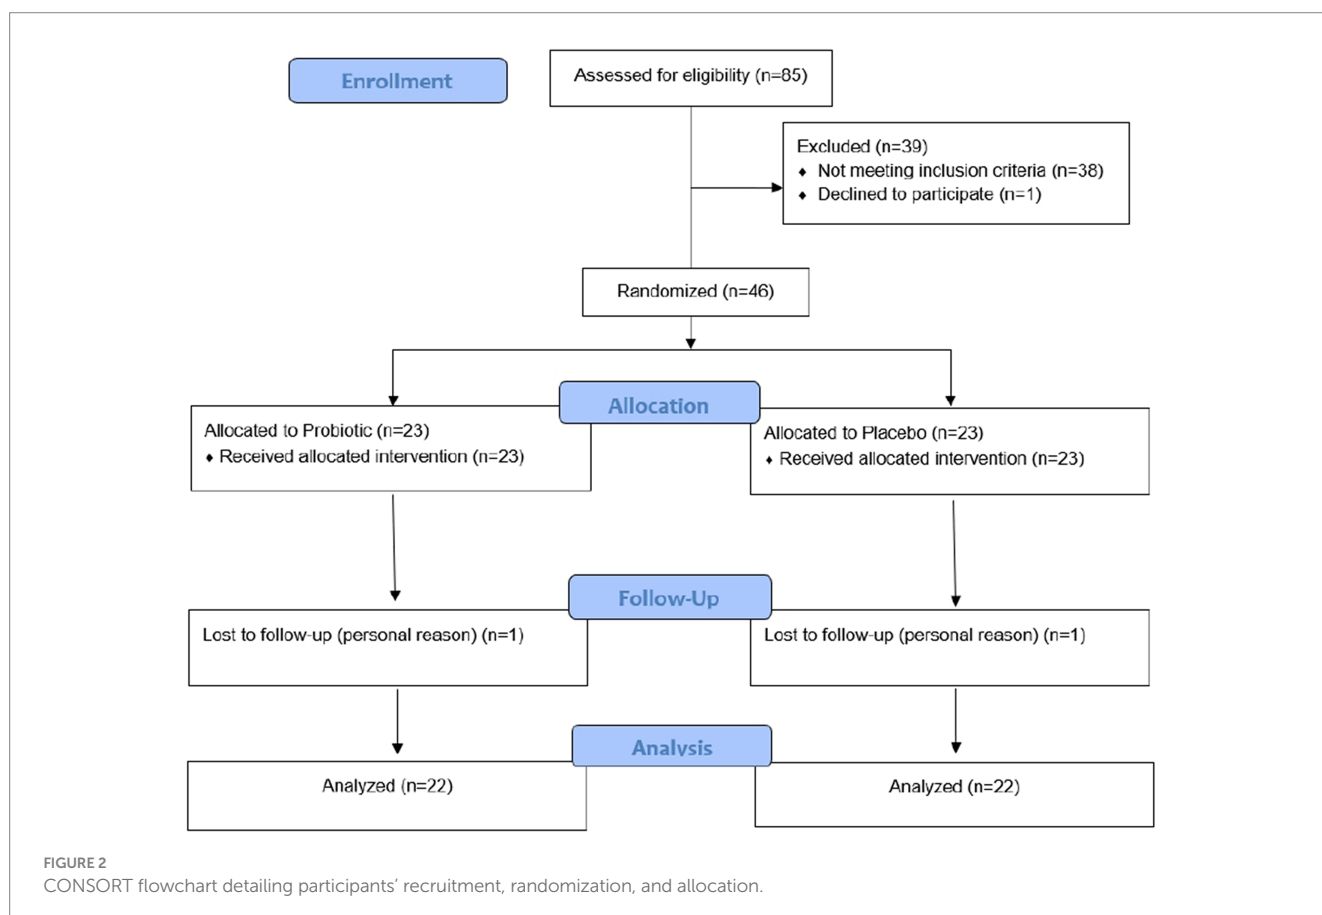 Enrollment
Assessed for eligibility (n=85)
Excluded (n=39)
♦ Not meeting inclusion criteria (n=38)
♦ Declined to participate (n=1)
Randomized (n=46)
Allocation
Allocated to Probiotic (n=23)
♦ Received allocated intervention (n=23)
Allocated to Placebo (n=23)
♦ Received allocated intervention (n=23)
Follow-Up
Lost to follow-up (personal reason) (n=1)
Lost to follow-up (personal reason) (n=1)
Analysis
Analyzed (n=22)
Analyzed (n=22)
FIGURE 2
CONSORT flowchart detailing participants’ recruitment, randomization, and allocation.